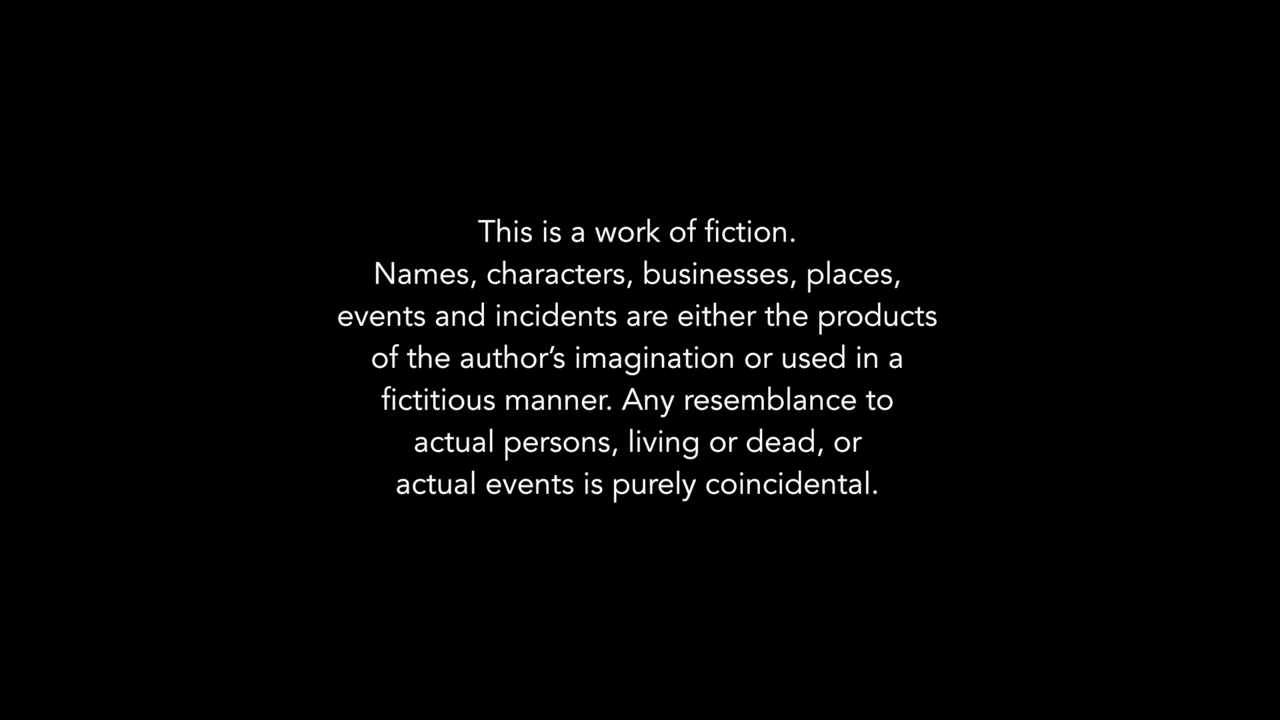 This is a work of fiction.
Names, characters, businesses, places,
events and incidents are either the products
of the author’s imagination or used in a
fictitious manner. Any resemblance to
actual persons, living or dead, or
actual events is purely coincidental.